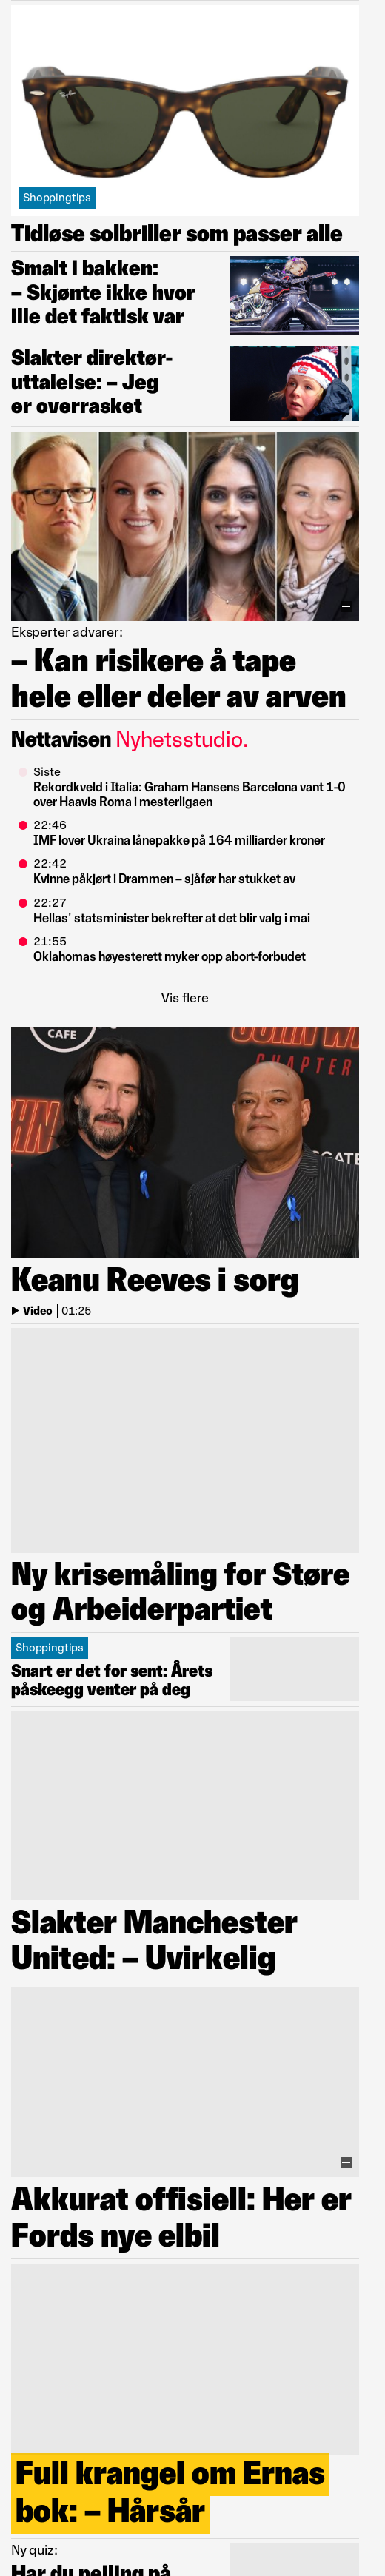 Ray-Ban
Shoppingtips
Tidløse solbriller som passer alle
Smalt i bakken:
– Skjønte ikke hvor
ille det faktisk var
Slakter direktør-
uttalelse: – Jeg
er overrasket
Eksperter advarer:
– Kan risikere å tape
hele eller deler av arven
Nettavisen Nyhetsstudio.
Siste
Rekordkveld i Italia: Graham Hansens Barcelona vant 1-0
over Haavis Roma i mesterligaen
22:46
IMF lover Ukraina lånepakke på 164 milliarder kroner
22:42
Kvinne påkjørt i Drammen – sjåfør har stukket av
22:27
Hellas' statsminister bekrefter at det blir valg i mai
21:55
Oklahomas høyesterett myker opp abort-forbudet
Vis flere
CAFE
CHAPTER
Keanu Reeves i sorg
Video | 01:25
Ny krisemåling for Støre
og Arbeiderpartiet
Shoppingtips
Snart er det for sent: Årets
påskeegg venter på deg
Slakter Manchester
United: – Uvirkelig
Akkurat offisiell: Her er
Fords nye elbil
Full krangel om Ernas
bok: – Hårsår
Ny quiz:
Har du peiling på